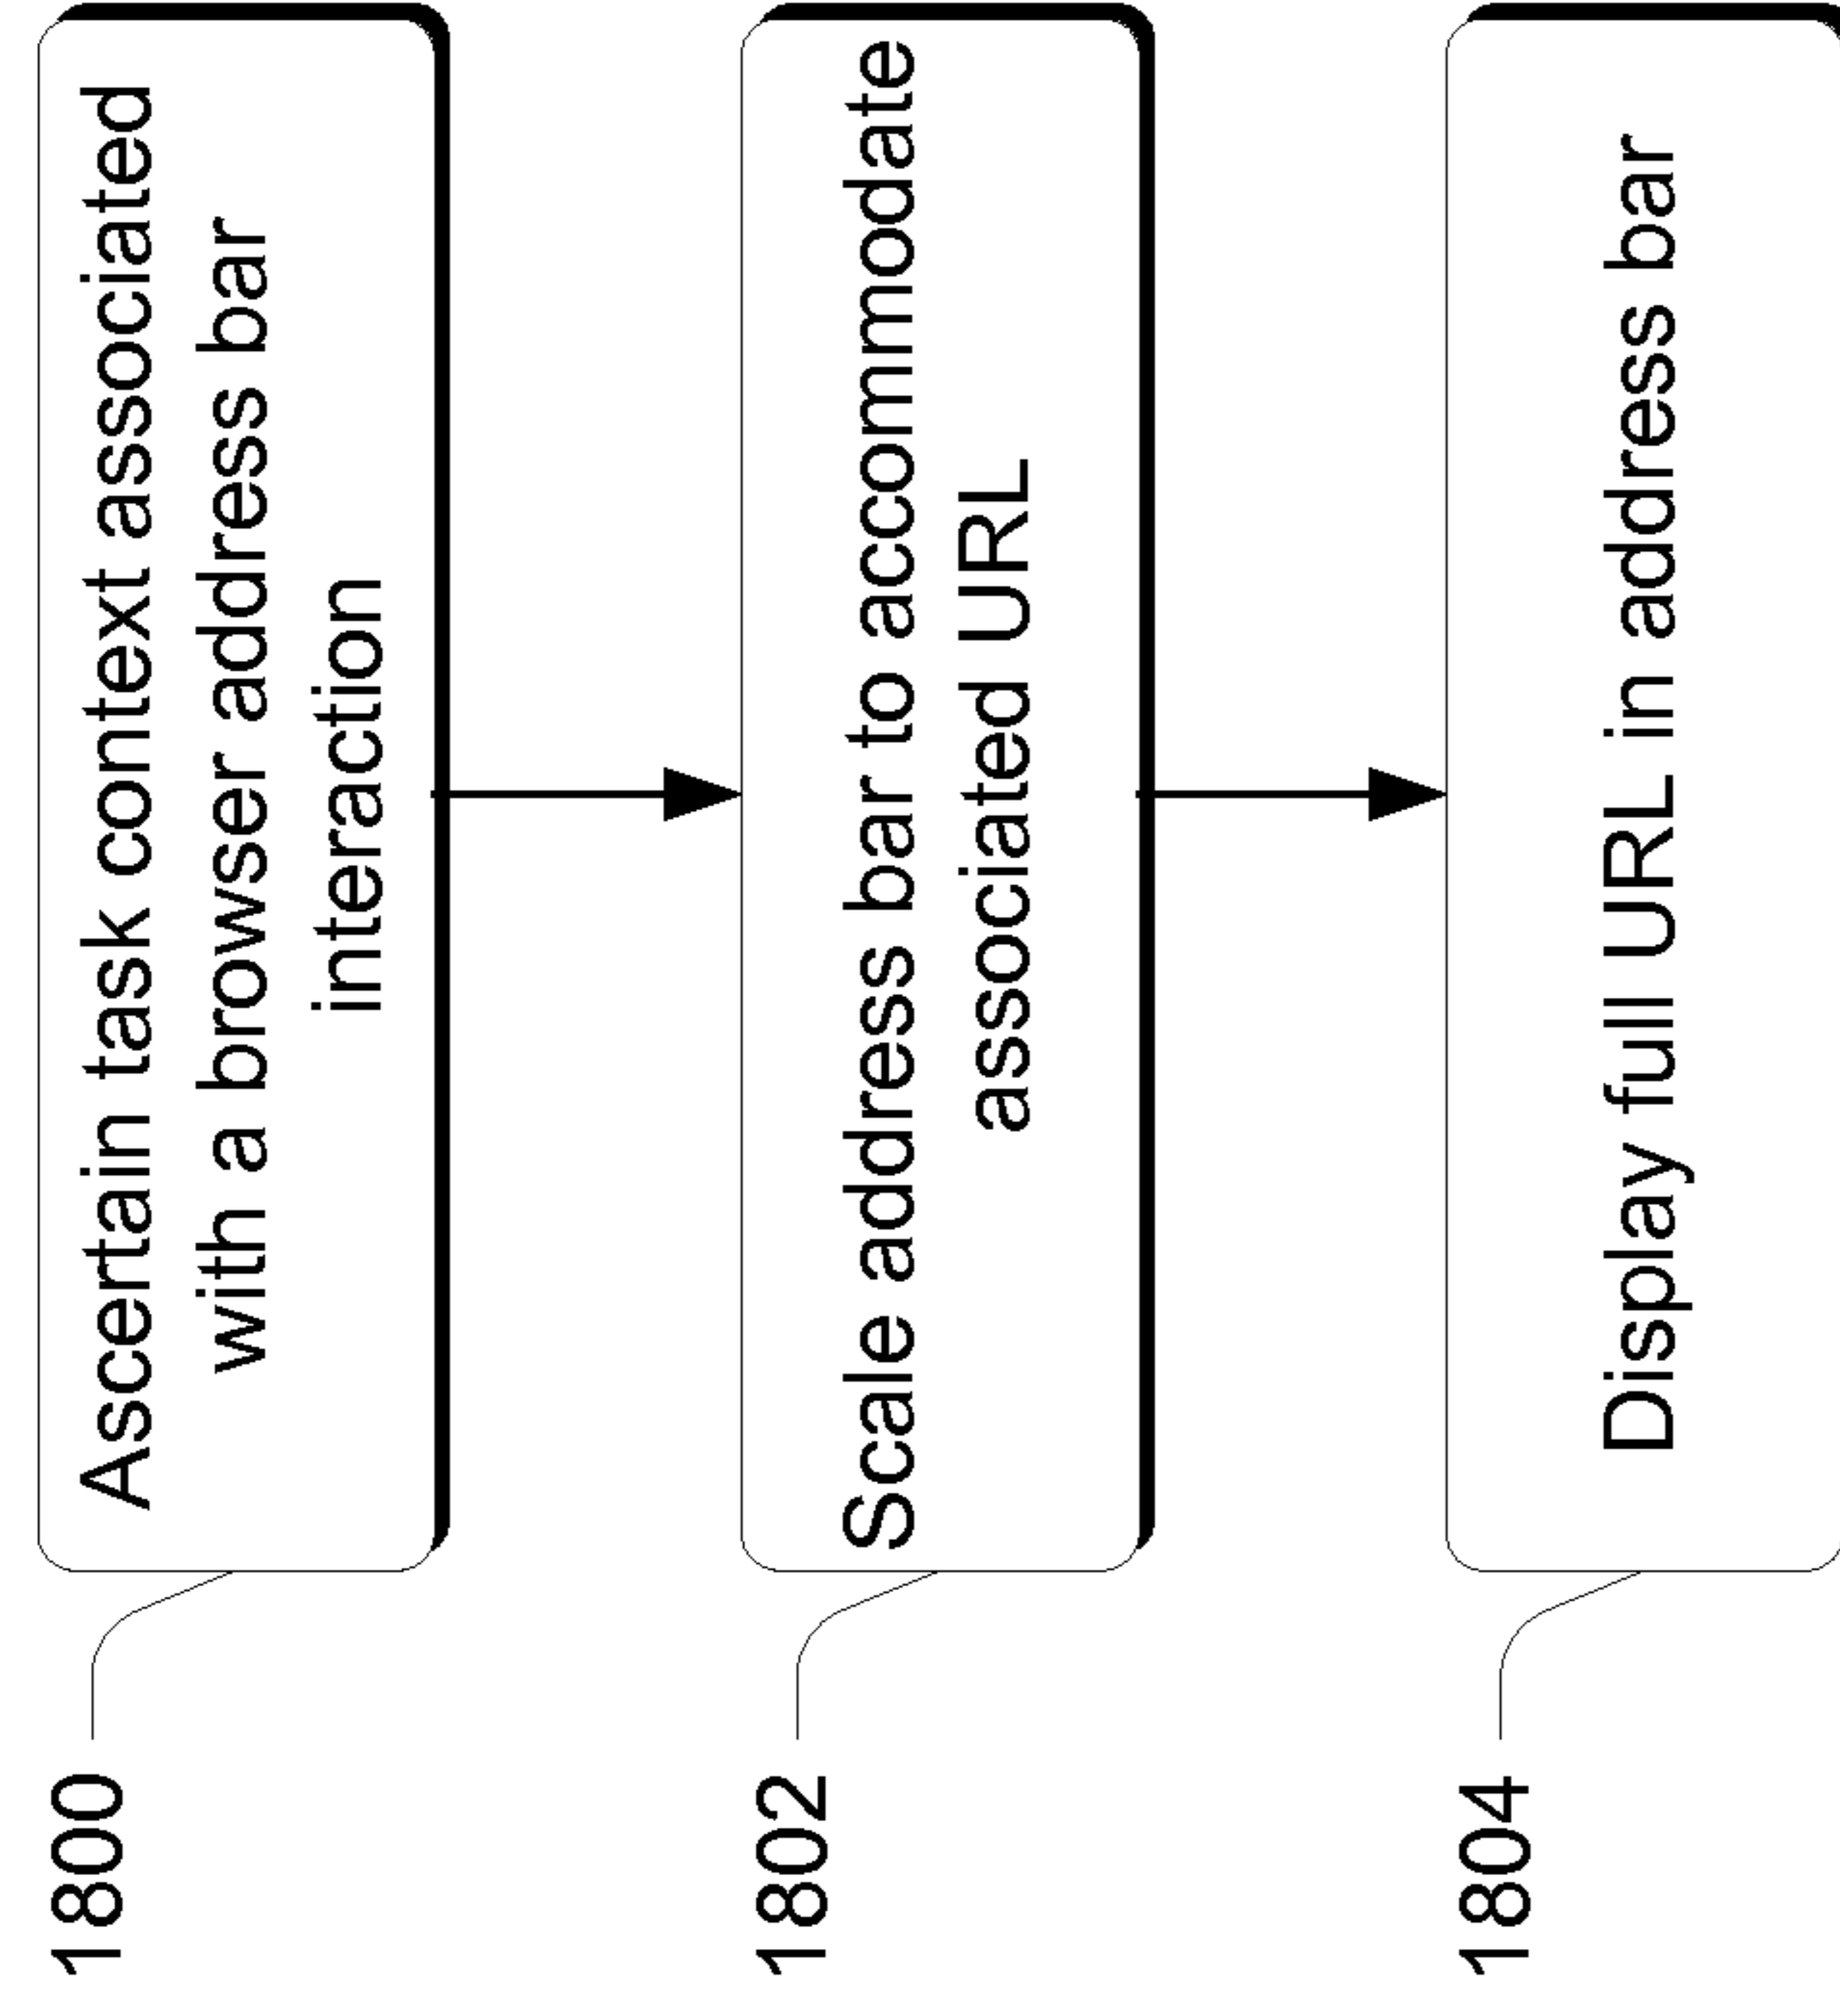 1800
Ascertain task context associated
with a browser address bar
interaction
1802
Scale address bar to accommodate
associated URL
1804
Display full URL in address bar